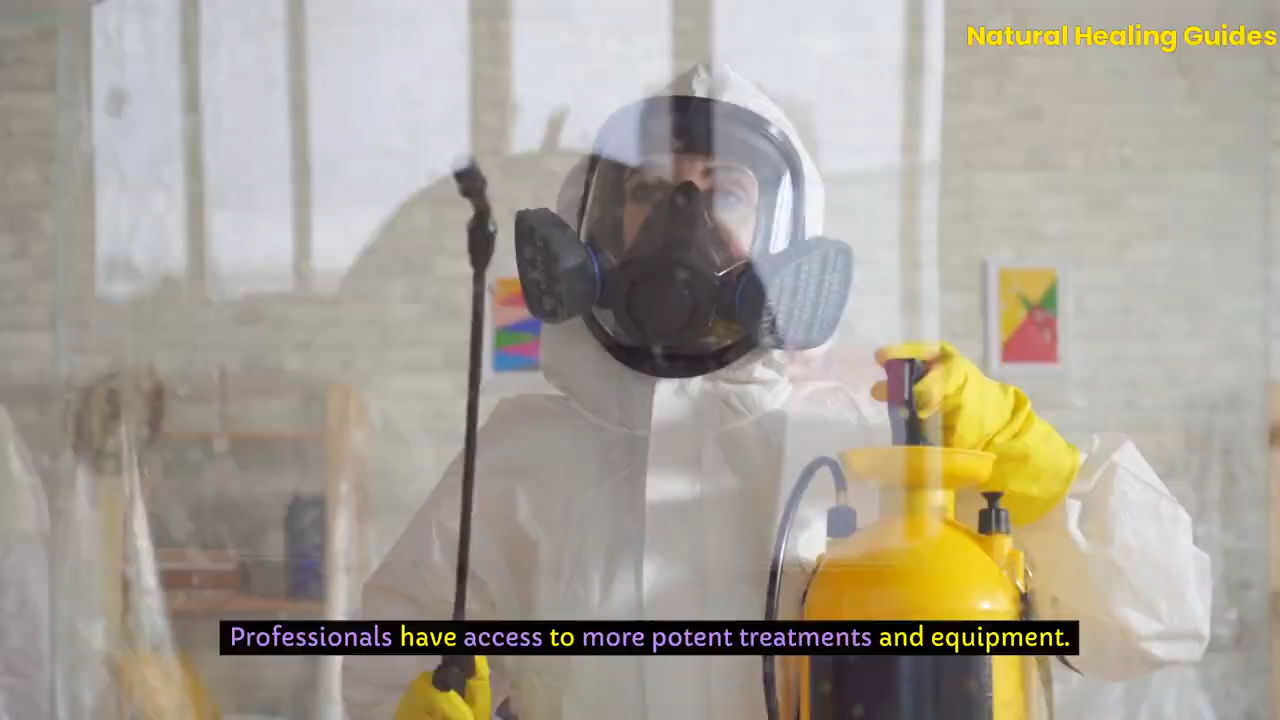 Natural Healing Guides
Professionals have access to more potent treatments and equipment.